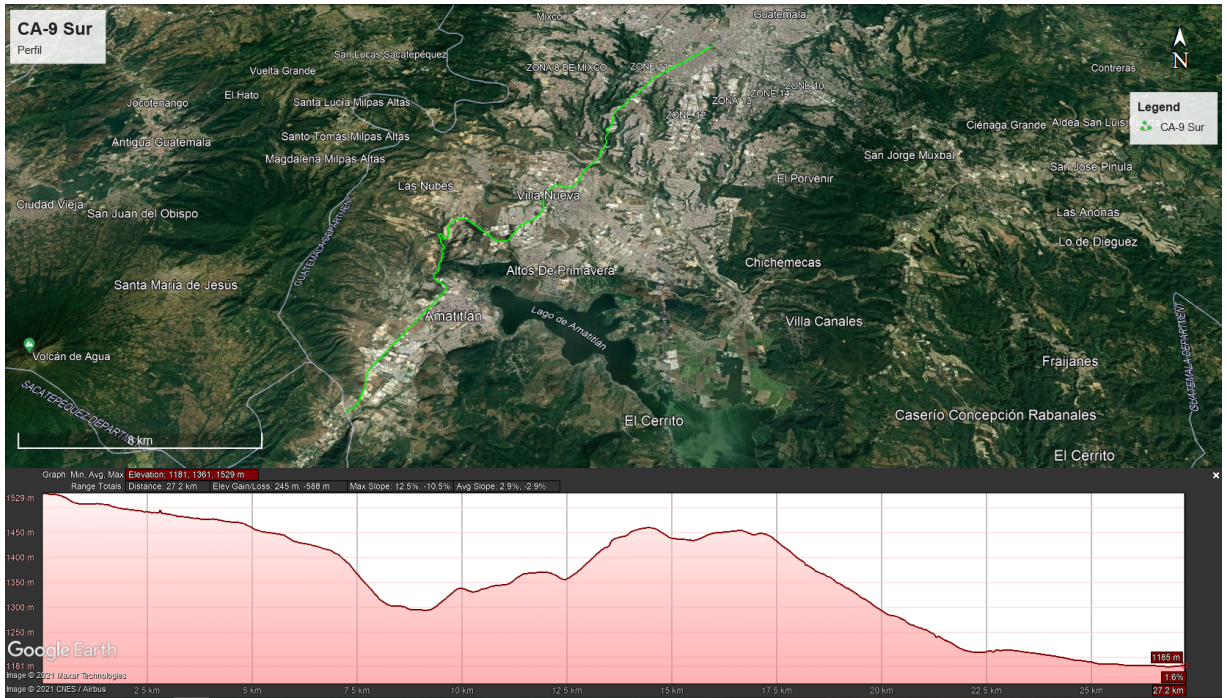 CA-9 Sur
Perfil
Mixco
Guatemala
N
San Lucas Sacatepéquez
ZONA 8 DE MIXCO
ZONE 11
Contreras
Vuelta Grande
El Hato
Jocotenango
Santa Lucía Milpas Altas
ZONE 10
ZONE 14
ZONA 13
ZONE 12
Legend
CA-9 Sur
Ciénaga Grande
Aldea San Luis
Antigua Guatemala
Santo Tomás Milpas Altas
Magdalena Milpas Altas
San Jorge Muxbal
San José Pinula
Las Nubes
Villa Nueva
El Porvenir
Ciudad Vieja
San Juan del Obispo
GUATEMALA DEPARTMENT
Las Anonas
Lo de Dieguez
Santa María de Jesús
Altos De Primavera
Chichemecas
Amatitlán
Lago de Amatitlán
Villa Canales
GUATEMALA DEPARTMENT
Volcán de Agua
Fraijanes
SACATEPÉQUEZ DEPARTMENT
El Cerrito
Caserío Concepción Rabanales
8 km
El Cerrito
Graph: Min, Avg, Max Elevation: 1181, 1361, 1529 m
Range Totals: Distance: 27.2 km Elev Gain/Loss: 245 m, -588 m Max Slope: 12.5%, -10.5% Avg Slope: 2.9%, -2.9%
1529 m
1450 m
1400 m
1350 m
1300 m
1250 m
Google Earth
1185 m
1181 m
Image © 2021 Maxar Technologies
1.6%
Image © 2021 CNES / Airbus
2.5 km
5 km
7.5 km
10 km
12.5 km
15 km
17.5 km
20 km
22.5 km
25 km
27.2 km